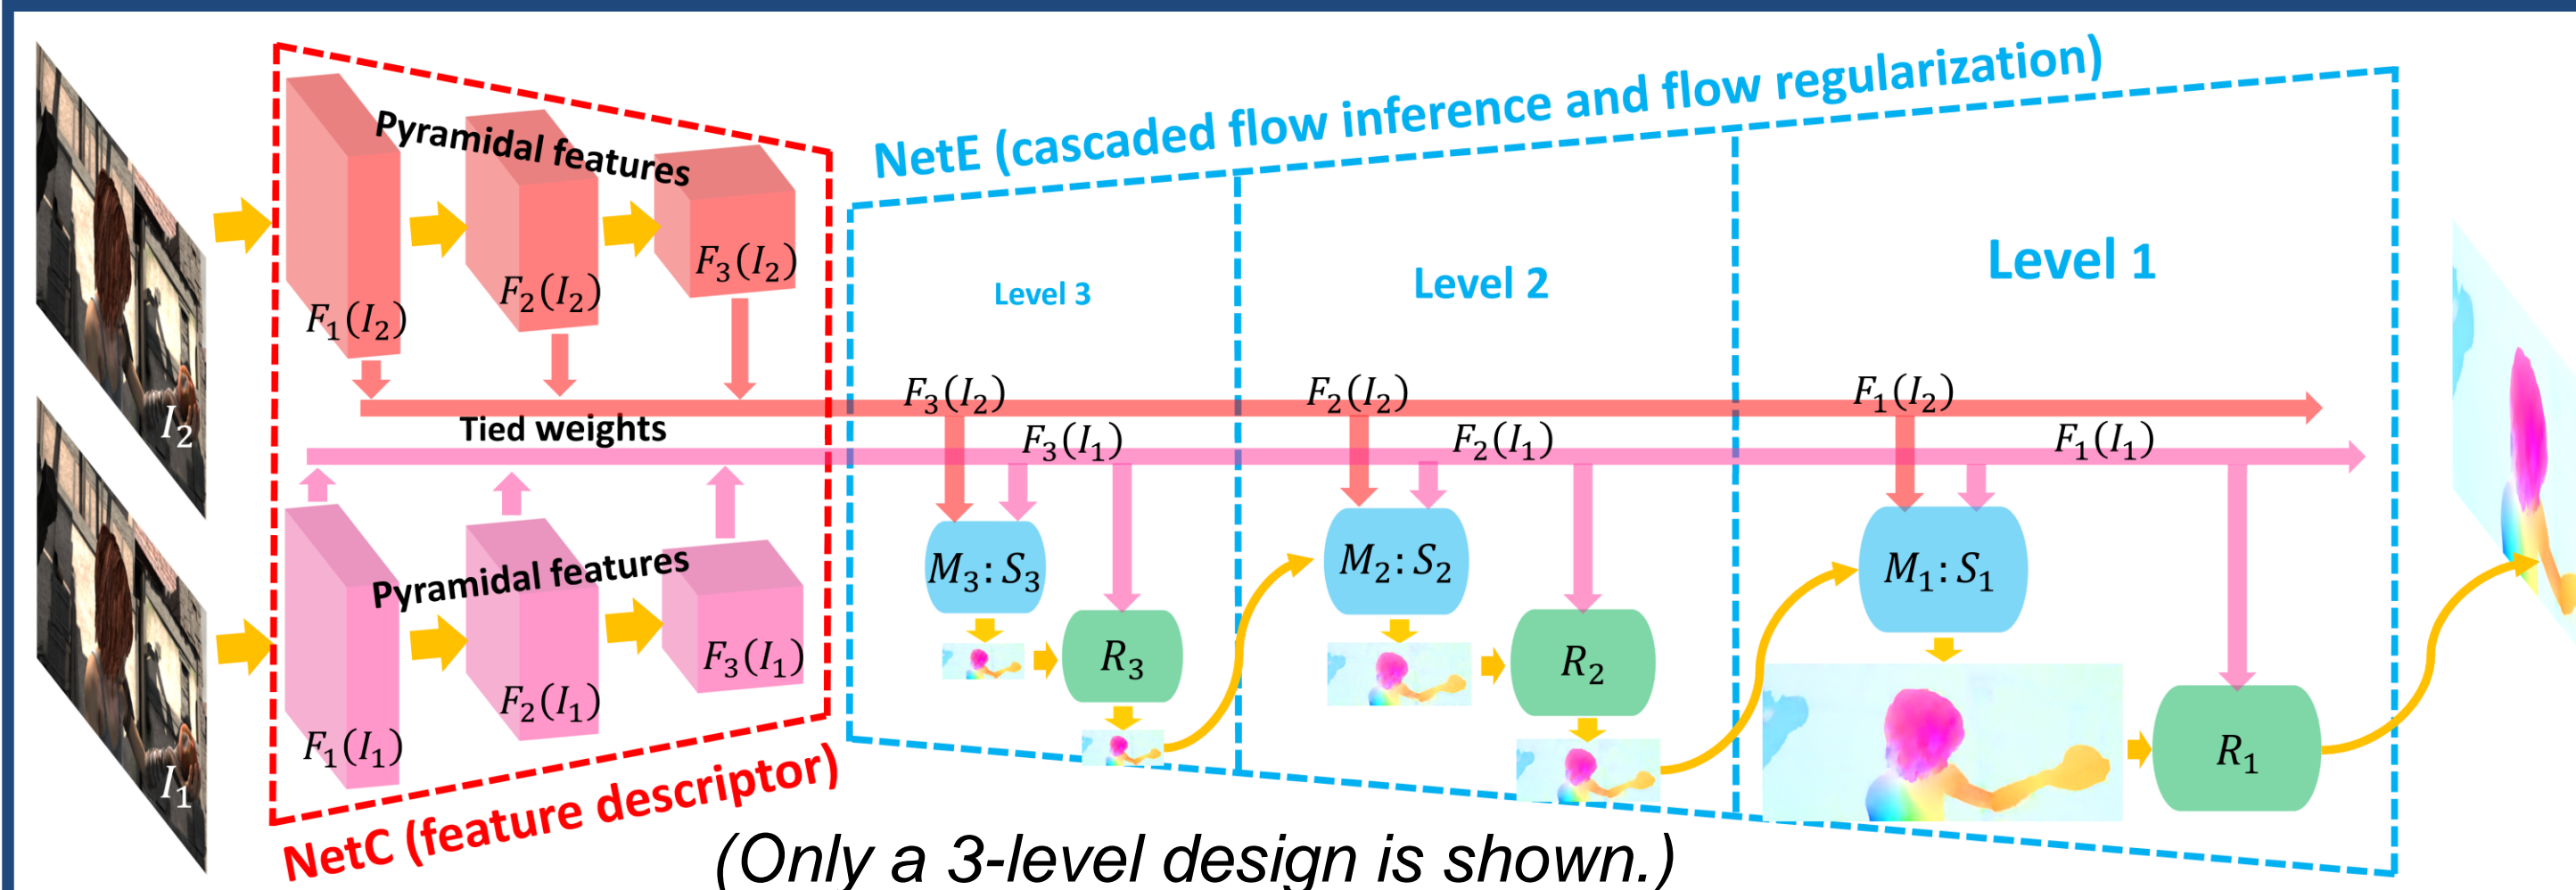 NetE (cascaded flow inference and flow regularization)
Pyramidal features
F₁(I₂)
F₂(I₂)
F₃(I₂)
I₂
Level 3
Level 2
Level 1
F₃(I₂)
F₂(I₂)
F₁(I₂)
Tied weights
F₃(I₁)
F₂(I₁)
F₁(I₁)
Pyramidal features
F₁(I₁)
F₂(I₁)
F₃(I₁)
I₁
M₃: S₃
R₃
M₂: S₂
R₂
M₁: S₁
R₁
NetC (feature descriptor)
(Only a 3-level design is shown.)